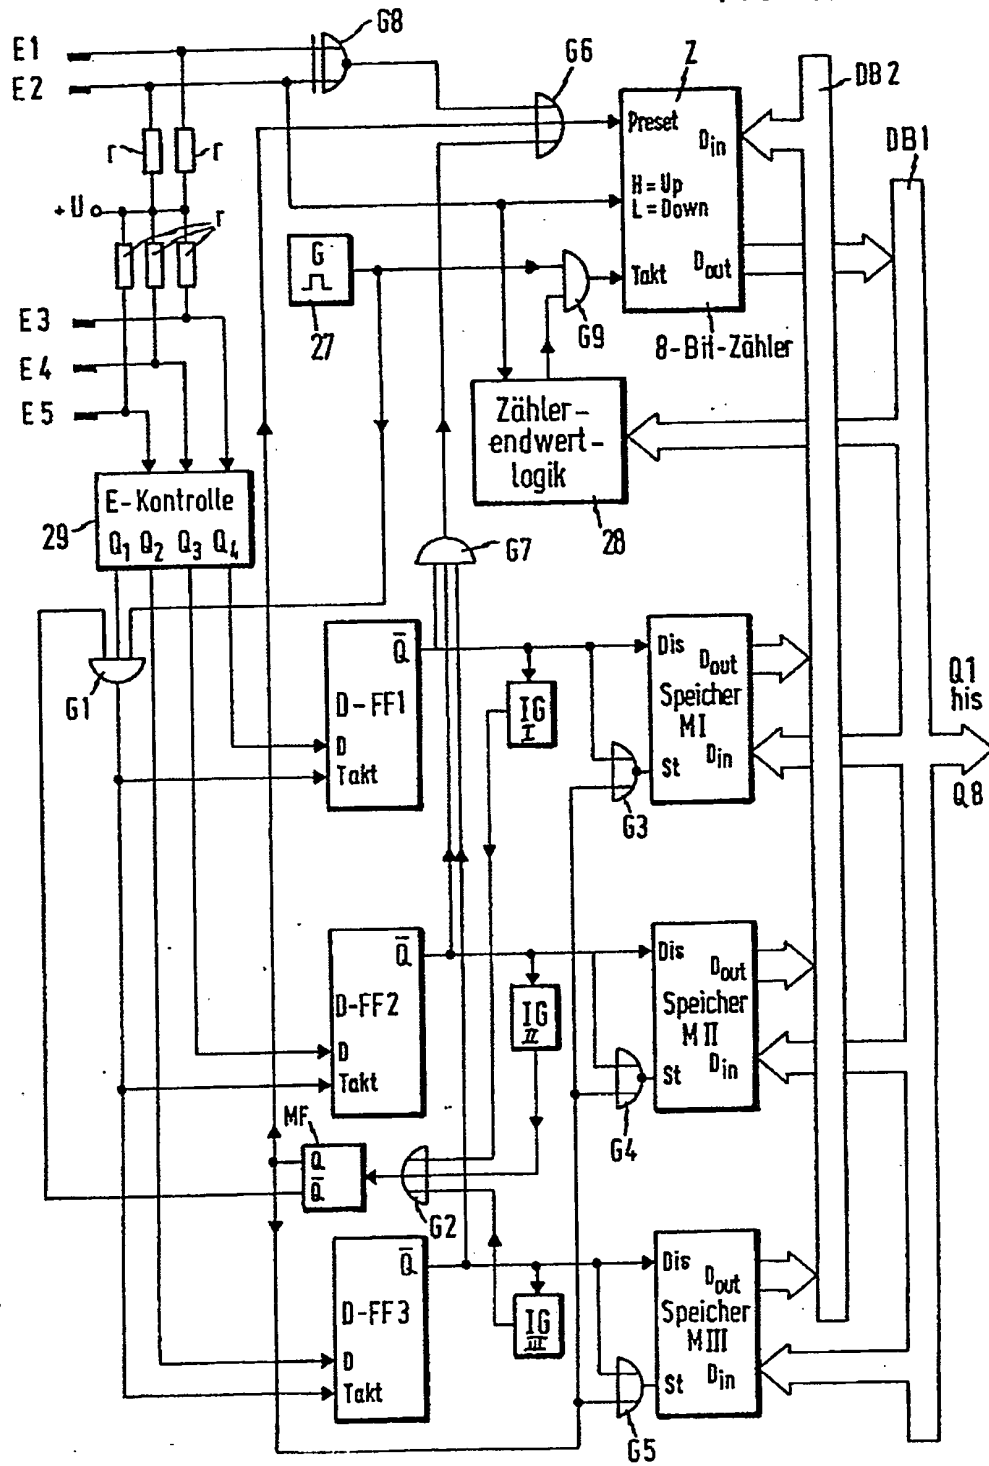 G8
E1
E2
G6
Z
DB2
Preset
Din
DB1
r
r
H = Up
L = Down
+U
r
G
Takt
Dout
27
G9
E3
8-Bit-Zähler
E4
E5
Zähler-
endwert-
logik
E-Kontrolle
29
Q1 Q2 Q3 Q4
28
G7
Q̅
Dis
Dout
G1
D-FF1
IG
I
Speicher
MI
Q1
his
D
Din
Takt
St
Q8
G3
Q̅
Dis
Dout
D-FF2
IG
II
Speicher
MII
D
Din
Takt
St
MF
G4
Q
Q̅
G2
Q̅
Dis
Dout
D-FF3
IG
III
Speicher
MIII
D
Din
Takt
St
G5